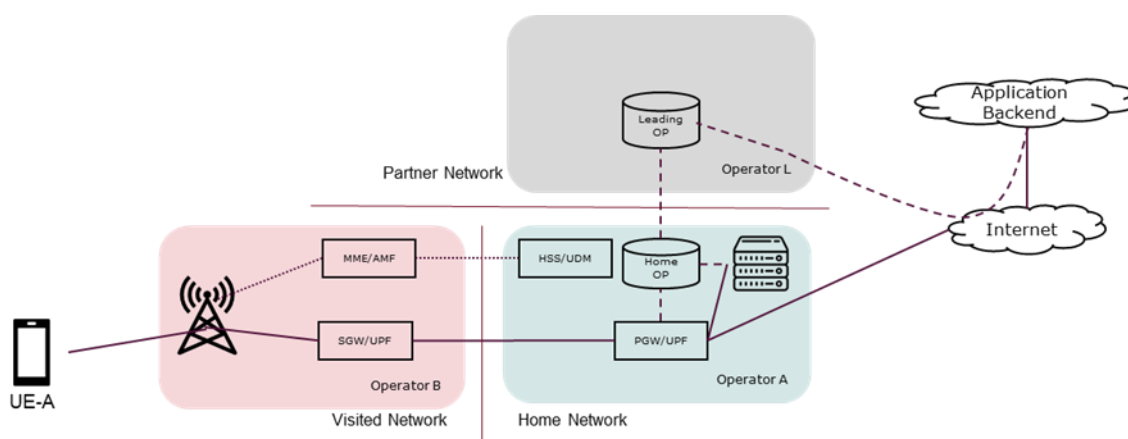 Application
Backend
Leading
OP
Operator L
Partner Network
Internet
MME/AMF
HSS/UDM
Home
OP
SGW/UPF
PGW/UPF
Operator B
Operator A
UE-A
Visited Network
Home Network